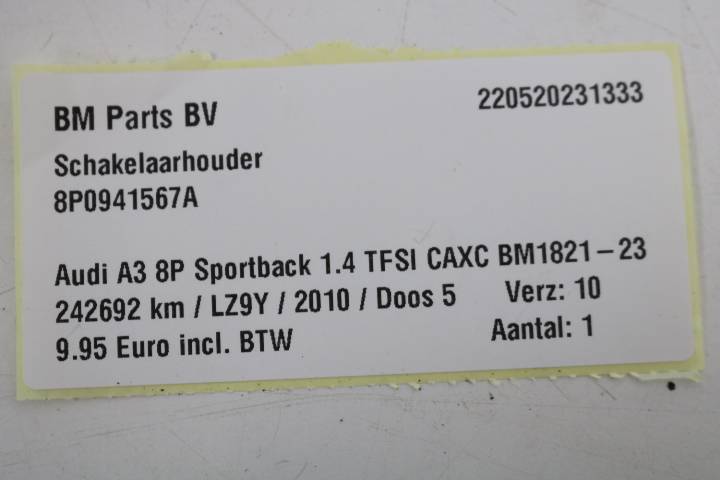 BM Parts BV 220520231333
Schakelaarhouder
8P0941567A
Audi A3 8P Sportback 1.4 TFSI CAXC BM1821-23
242692 km / LZ9Y / 2010 / Doos 5 Verz: 10
9.95 Euro incl. BTW Aantal: 1